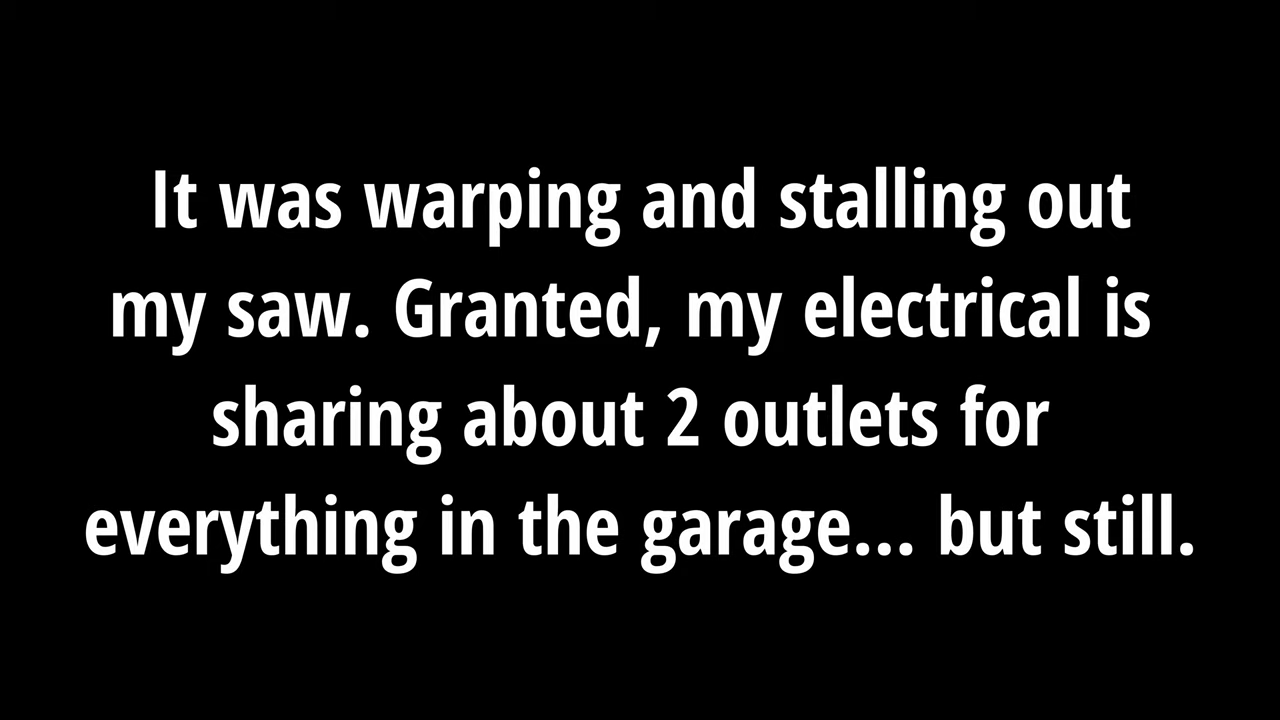 It was warping and stalling out
my saw. Granted, my electrical is
sharing about 2 outlets for
everything in the garage... but still.